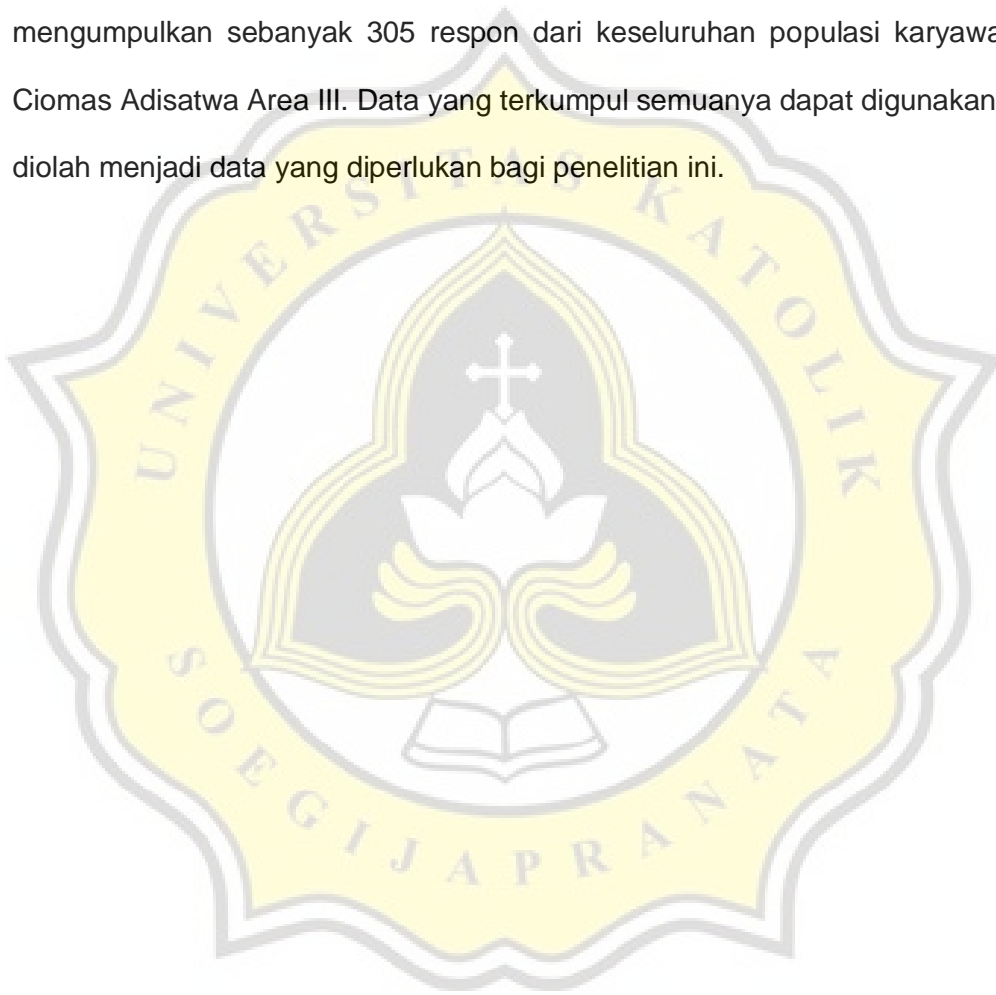 mengumpulkan sebanyak 305 respon dari keseluruhan populasi
Ciomas Adisatwa Area III. Data yang terkumpul semuanya dapat digunakan
diolah menjadi data yang diperlukan bagi penelitian ini.
UNIVERSITAS KATOLIK
SOEGIJAPRANATA